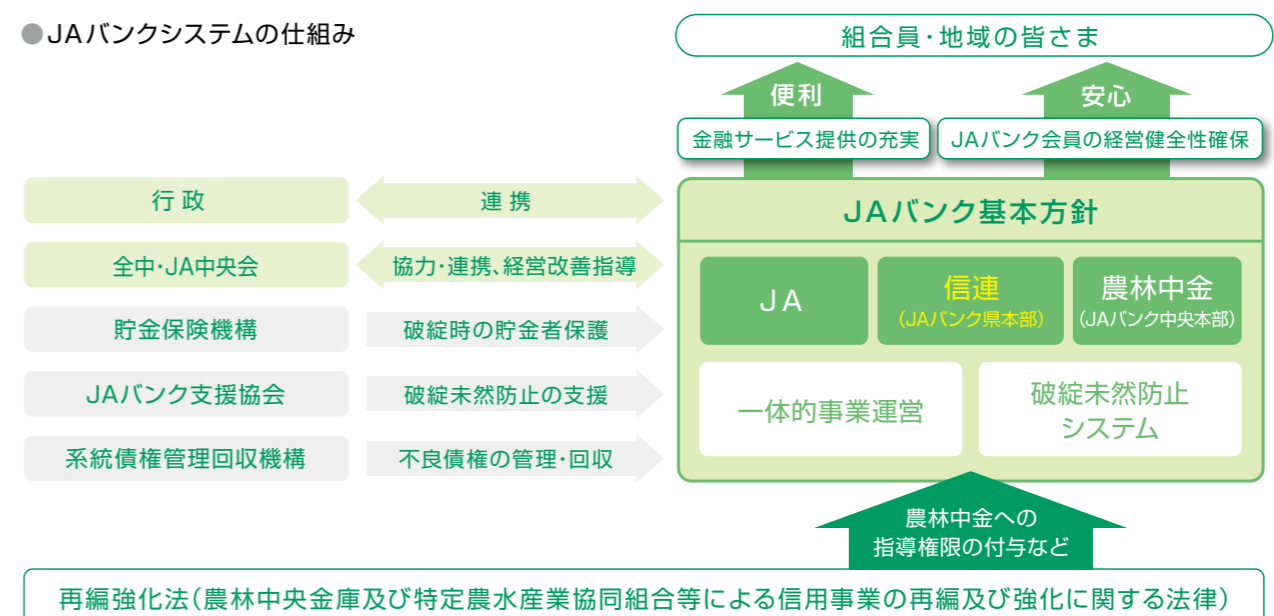 ●JAバンクシステムの仕組み
組合員・地域の皆さま
便利
安心
金融サービス提供の充実
JAバンク会員の経営健全性確保
行政
連携
全中・JA中央会
協力・連携、経営改善指導
貯金保険機構
破綻時の貯金者保護
JAバンク支援協会
破綻未然防止の支援
系統債権管理回収機構
不良債権の管理・回収
JAバンク基本方針
JA
信連
(JAバンク県本部)
農林中金
(JAバンク中央本部)
一体的事業運営
破綻未然防止
システム
農林中金への
指導権限の付与など
再編強化法(農林中央金庫及び特定農水産業協同組合等による信用事業の再編及び強化に関する法律)